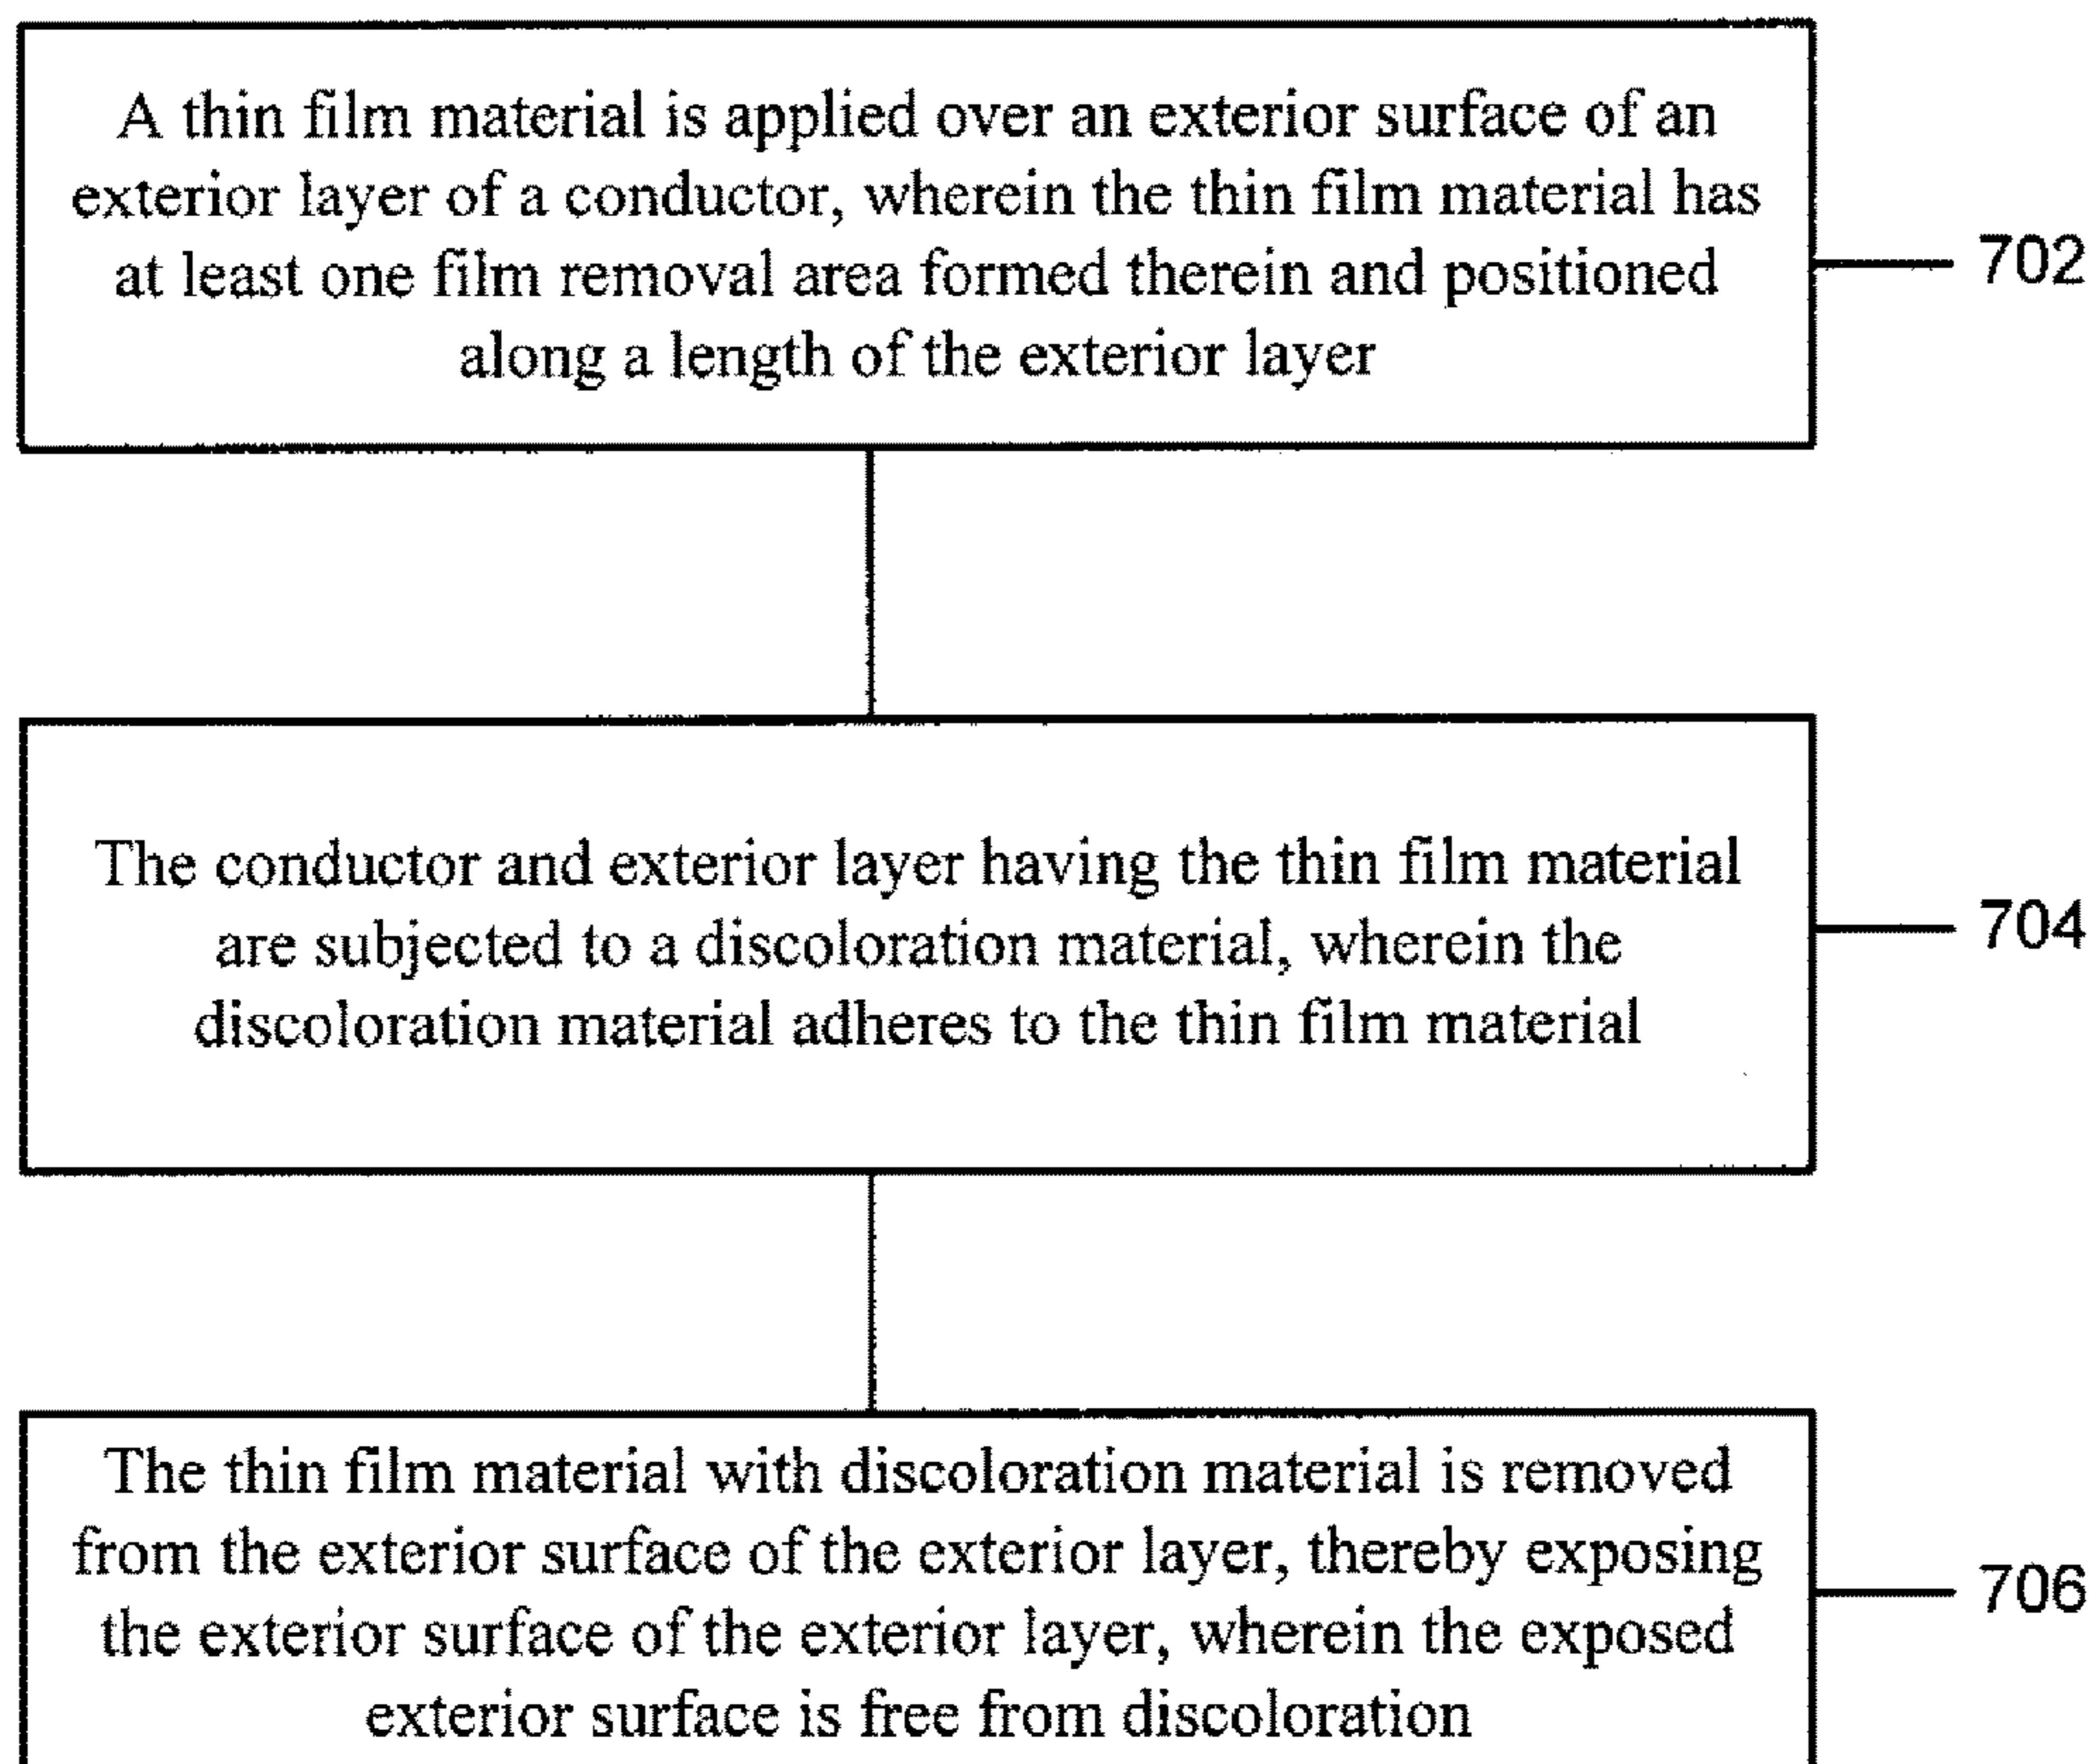 A thin film material is applied over an exterior surface of an
exterior layer of a conductor, wherein the thin film material has
at least one film removal area formed therein and positioned
along a length of the exterior layer
702
The conductor and exterior layer having the thin film material
are subjected to a discoloration material, wherein the
discoloration material adheres to the thin film material
704
The thin film material with discoloration material is removed
from the exterior surface of the exterior layer, thereby exposing
the exterior surface of the exterior layer, wherein the exposed
exterior surface is free from discoloration
706